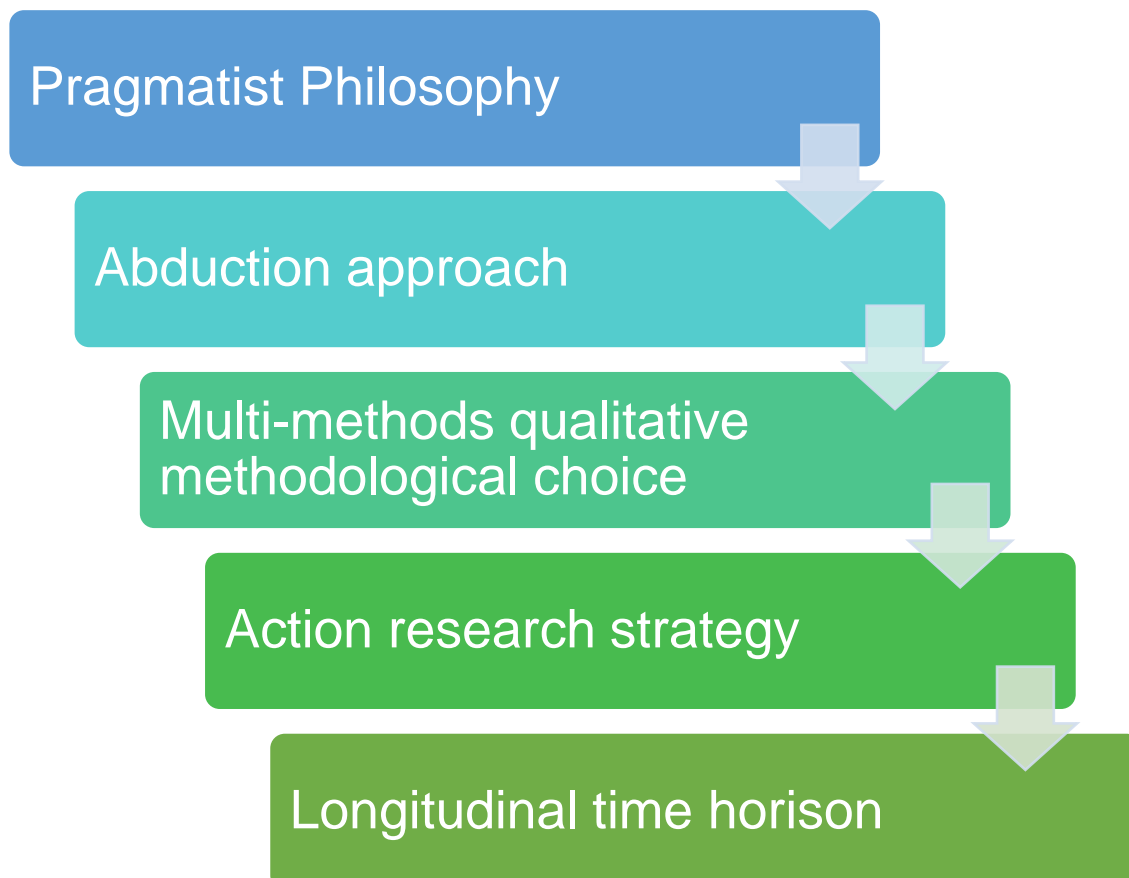 Pragmatist Philosophy
Abduction approach
Multi-methods qualitative
methodological choice
Action research strategy
Longitudinal time horison